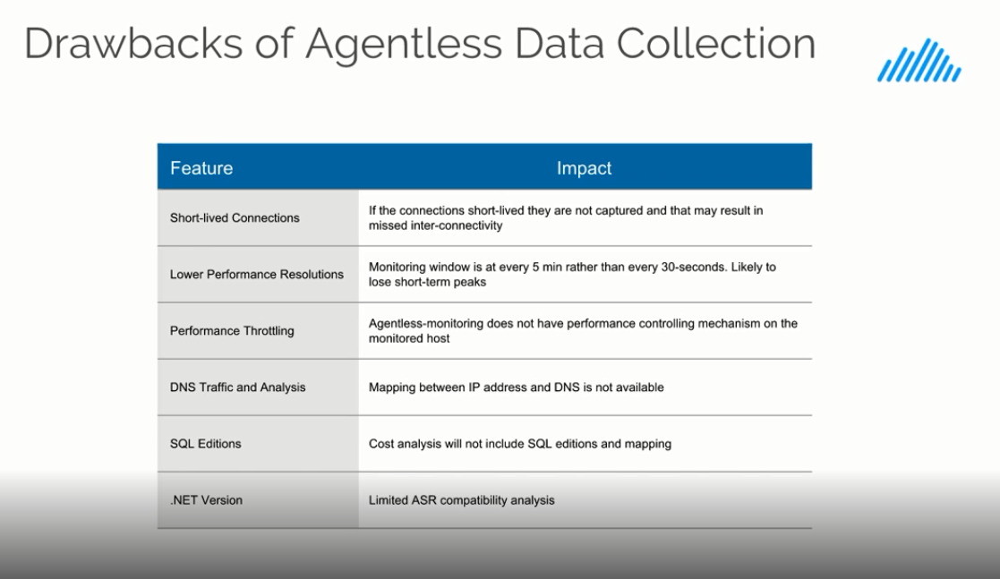 Drawbacks of Agentless Data Collection
Feature
Impact
Short-lived Connections
If the connections short-lived they are not captured and that may result in
missed inter-connectivity
Lower Performance Resolutions
Monitoring window is at every 5 min rather than every 30-seconds. Likely to
lose short-term peaks
Performance Throttling
Agentless-monitoring does not have performance controlling mechanism on the
monitored host
DNS Traffic and Analysis
Mapping between IP address and DNS is not available
SQL Editions
Cost analysis will not include SQL editions and mapping
.NET Version
Limited ASR compatibility analysis